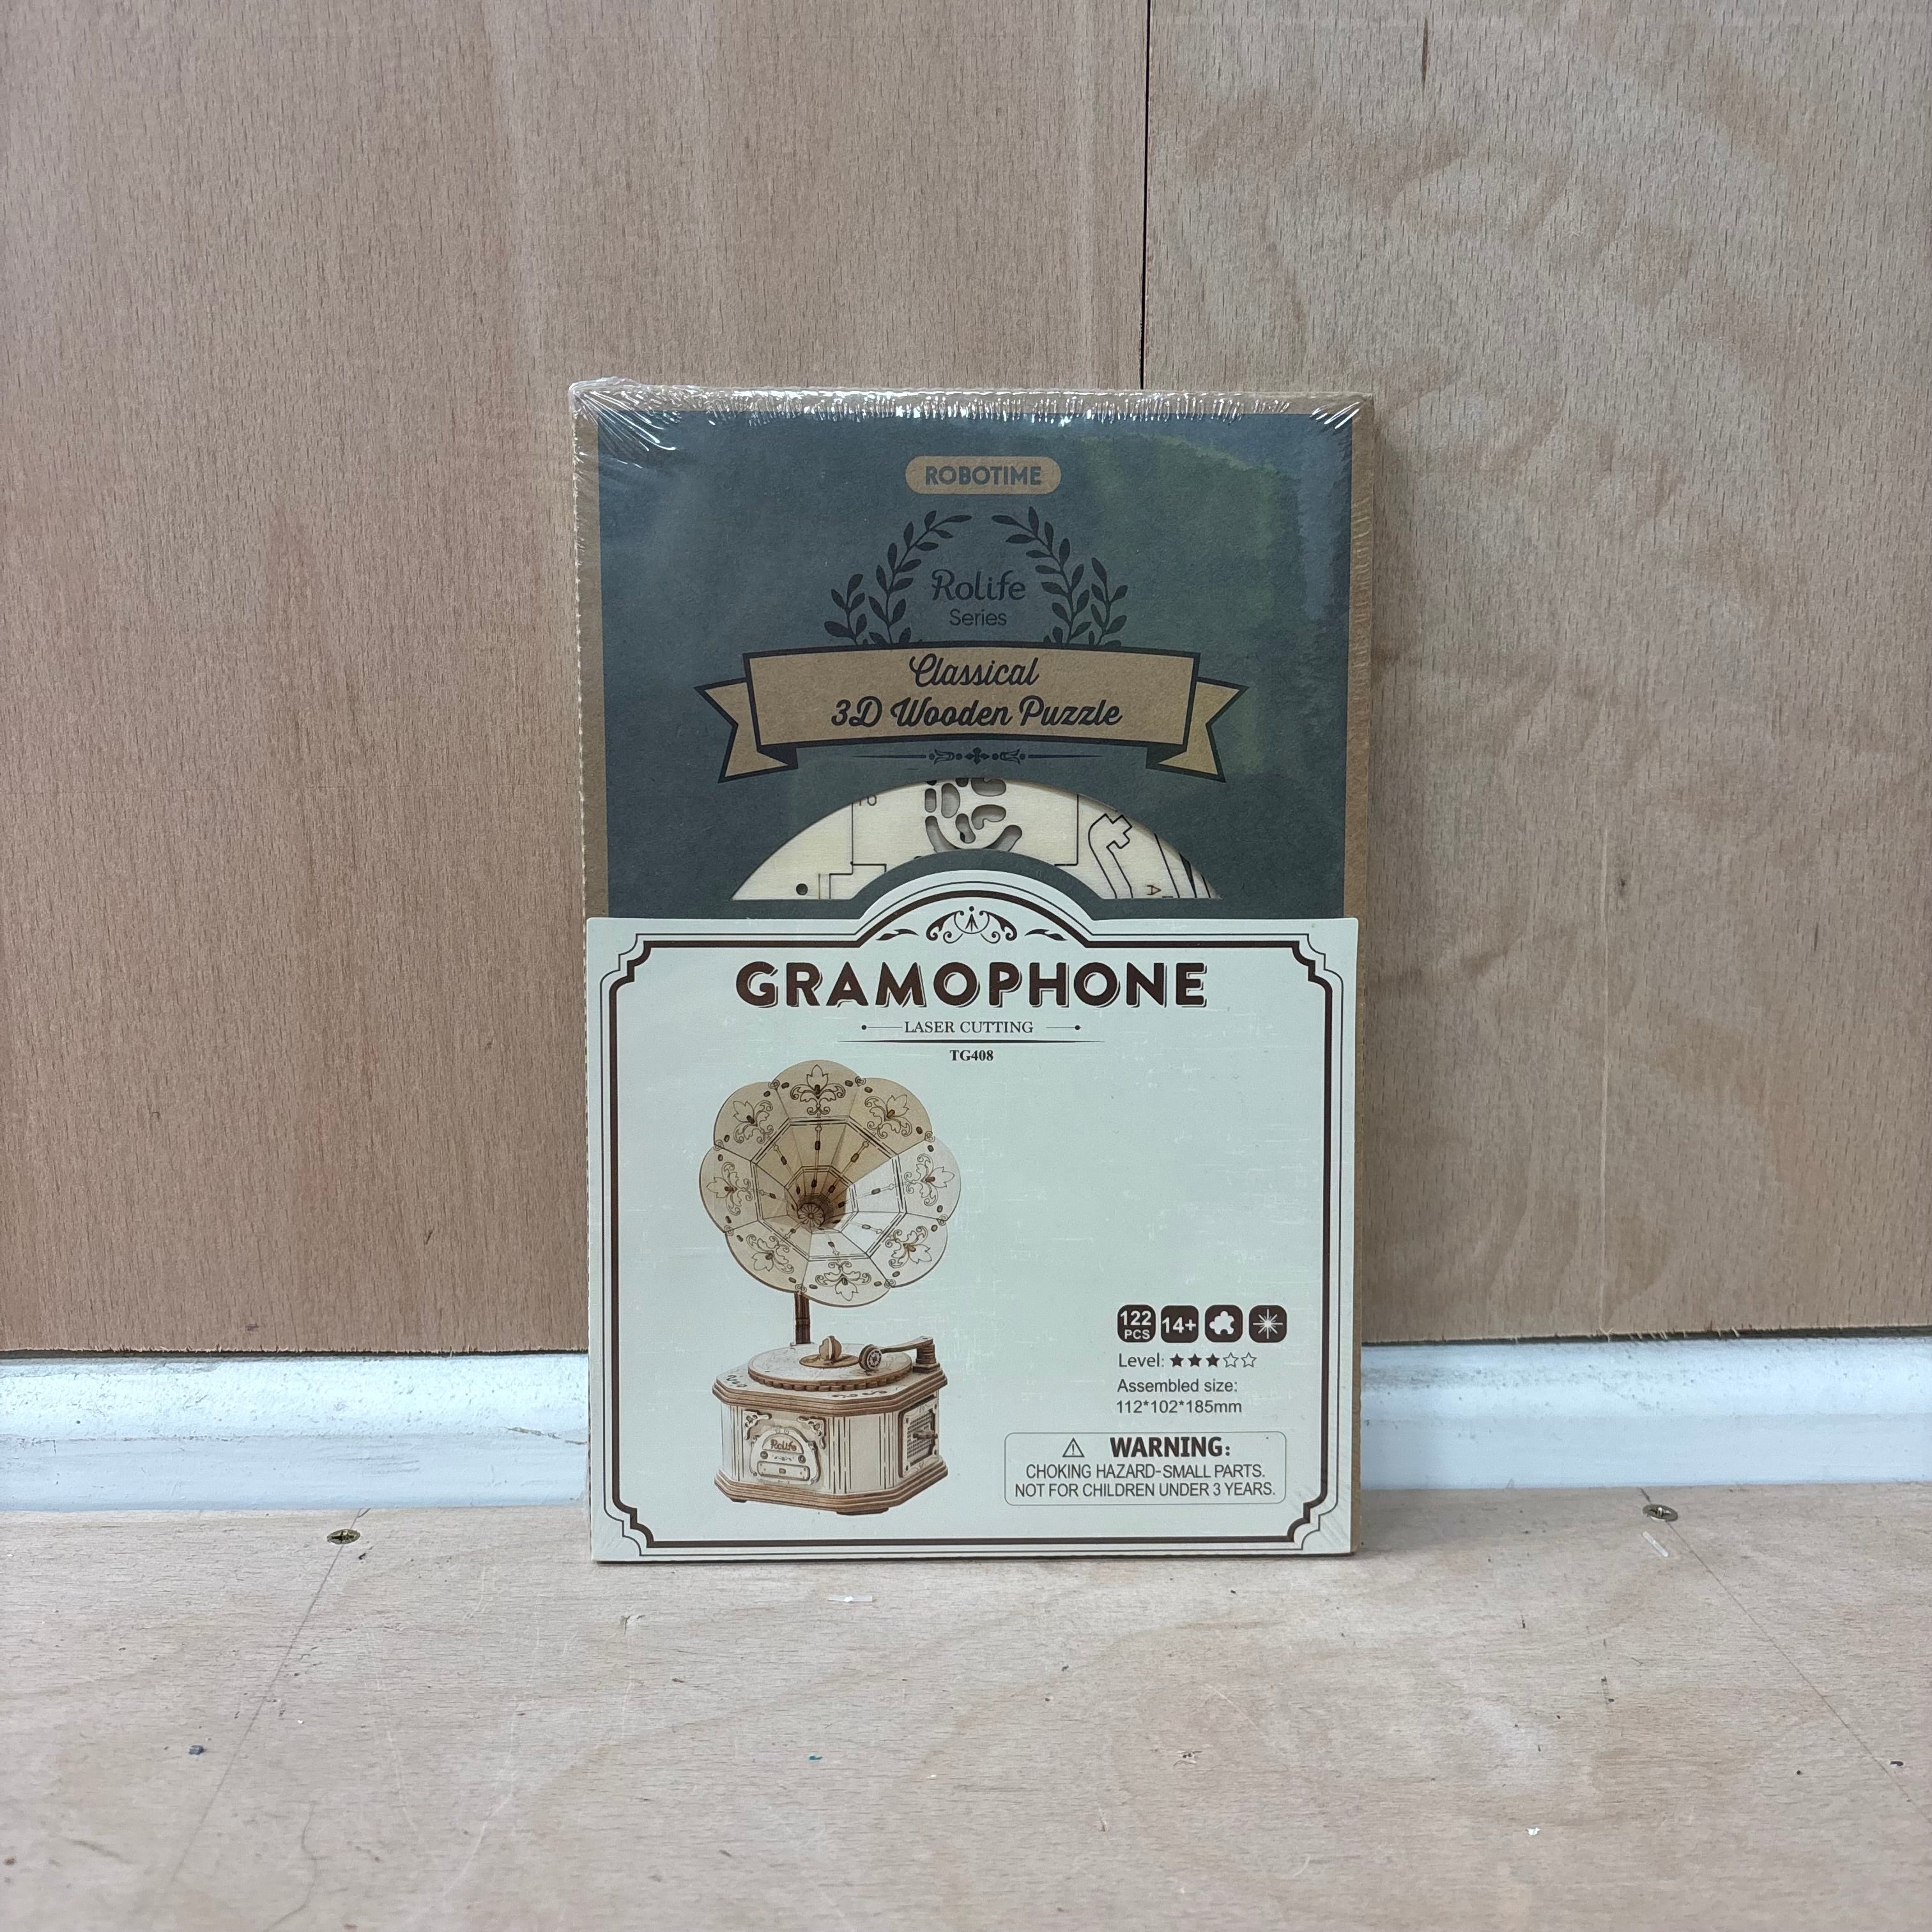 ROBOTIME
Rolife
Series
Classical
3D Wooden Puzzle
GRAMOPHONE
LASER CUTTING
TG408
Rolife
122
PCS
14+
Level: ★★★☆☆
Assembled size:
112*102*185mm
⚠ WARNING:
CHOKING HAZARD-SMALL PARTS.
NOT FOR CHILDREN UNDER 3 YEARS.